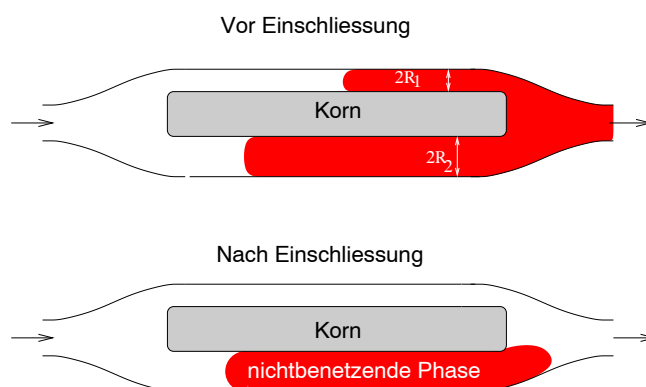 Vor Einschliessung
2R1
Korn
2R2
Nach Einschliessung
Korn
nichtbenetzende Phase